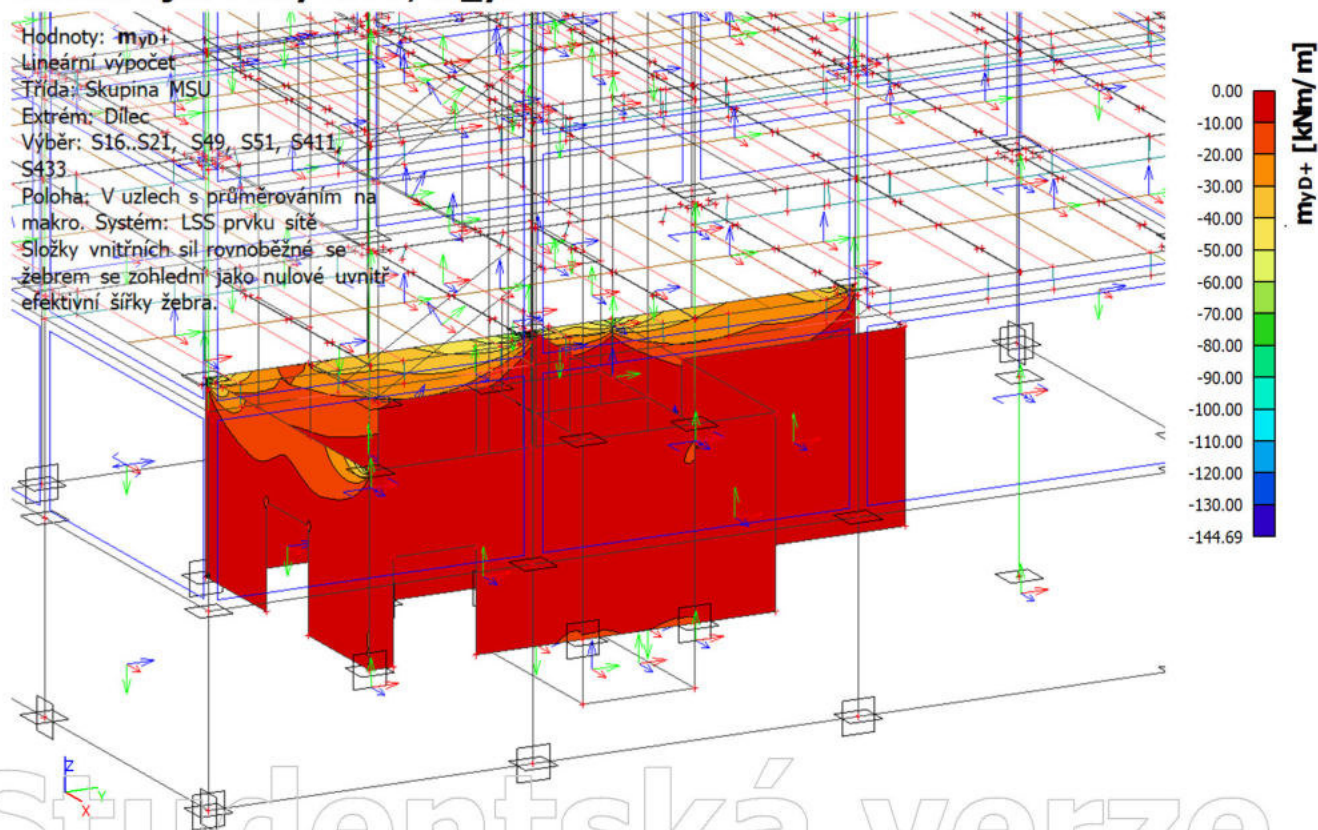 Hodnoty: myD+
Lineární výpočet
Třída: Skupina MSU
Extrém: Dílec
Výběr: S16..S21, S49, S51, S411,
S433
Poloha: V uzlech s průměrováním na
makro. Systém: LSS prvku sítě
Složky vnitřních sil rovnoběžné se
žebrem se zohlední jako nulové uvnitř
efektivní šířky žebra.
0.00
-10.00
-20.00
-30.00
-40.00
-50.00
-60.00
-70.00
-80.00
-90.00
-100.00
-110.00
-120.00
-130.00
-144.69
myD+ [kNm/m]
Z
Y
X
Studentská verze